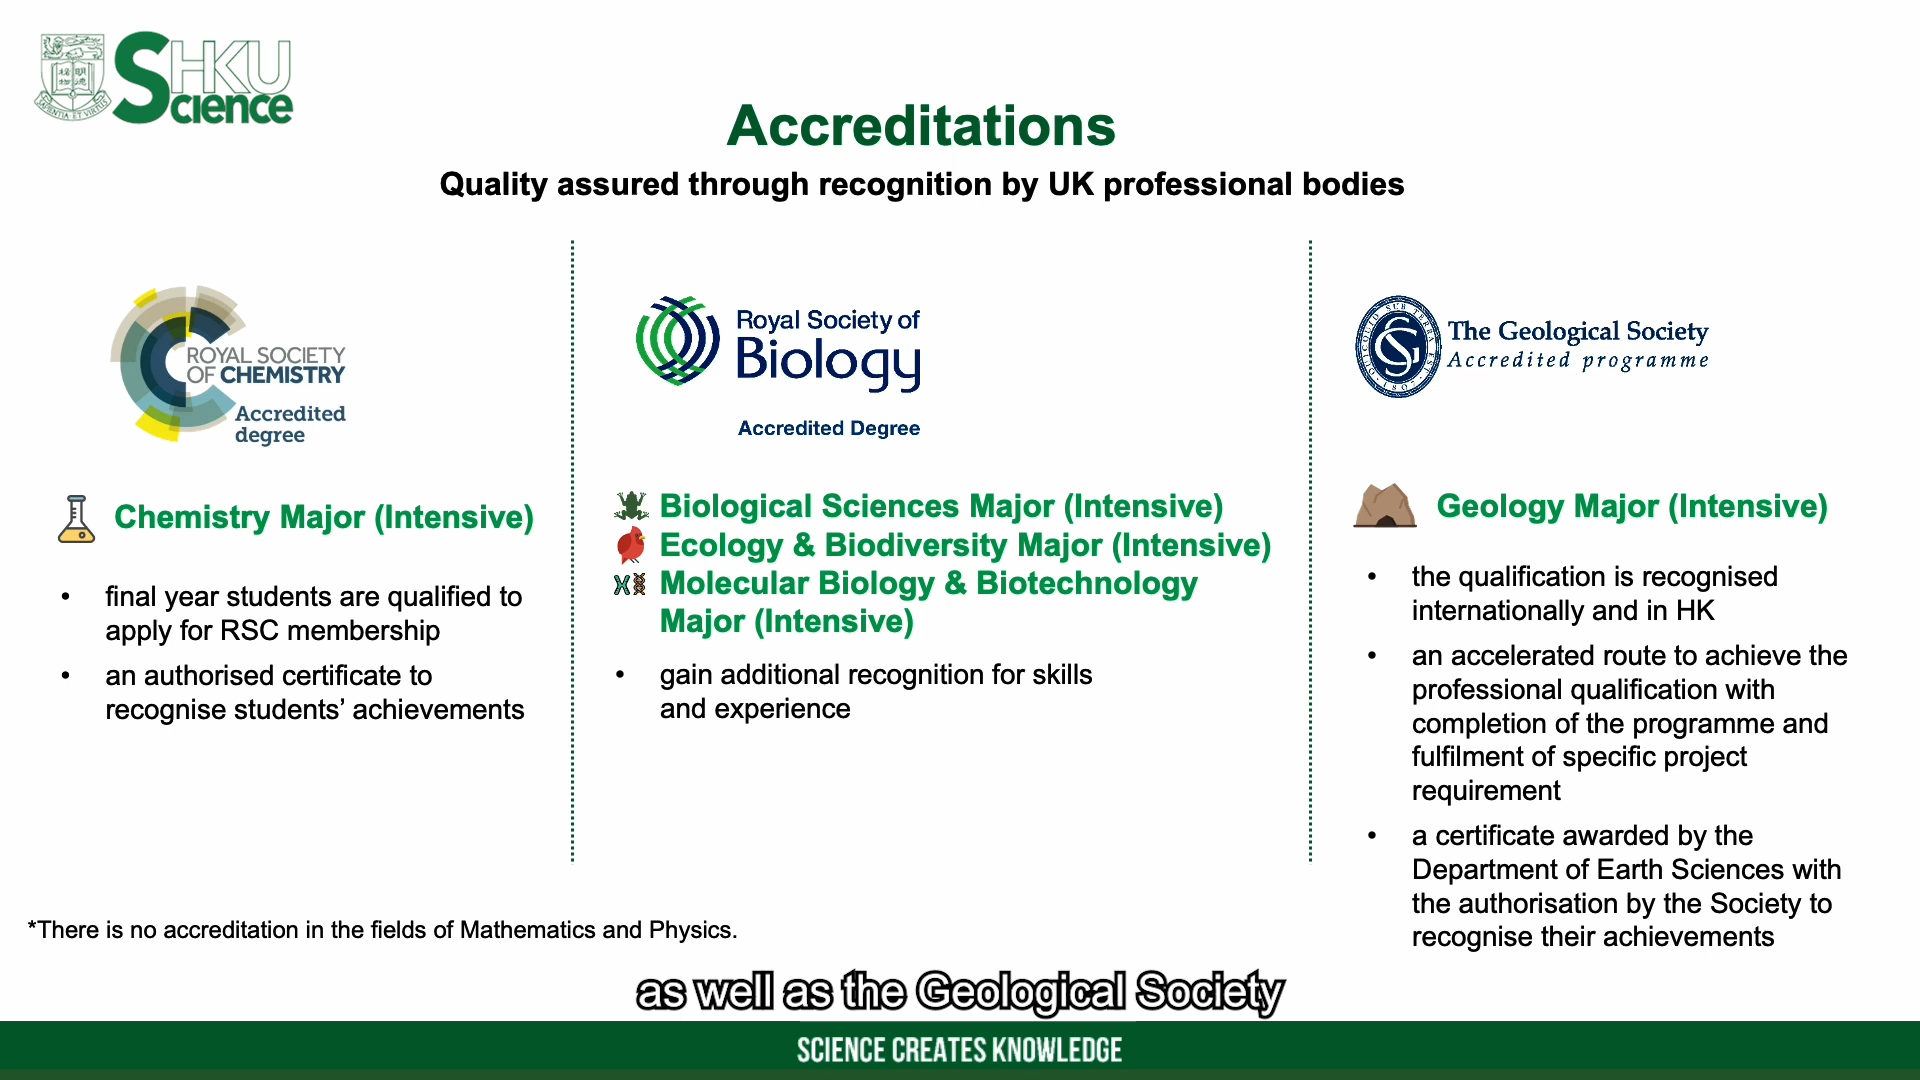 HKU
Science
格物
明德
SAPIENTIA ET VIRTUS
Accreditations
Quality assured through recognition by UK professional bodies
ROYAL SOCIETY
OF CHEMISTRY
Accredited
degree
Chemistry Major (Intensive)
• final year students are qualified to
apply for RSC membership
• an authorised certificate to
recognise students’ achievements
Royal Society of
Biology
Accredited Degree
Biological Sciences Major (Intensive)
Ecology & Biodiversity Major (Intensive)
Molecular Biology & Biotechnology
Major (Intensive)
• gain additional recognition for skills
and experience
The Geological Society
Accredited programme
Geology Major (Intensive)
• the qualification is recognised
internationally and in HK
• an accelerated route to achieve the
professional qualification with
completion of the programme and
fulfilment of specific project
requirement
• a certificate awarded by the
Department of Earth Sciences with
the authorisation by the Society to
recognise their achievements
*There is no accreditation in the fields of Mathematics and Physics.
as well as the Geological Society
SCIENCE CREATES KNOWLEDGE